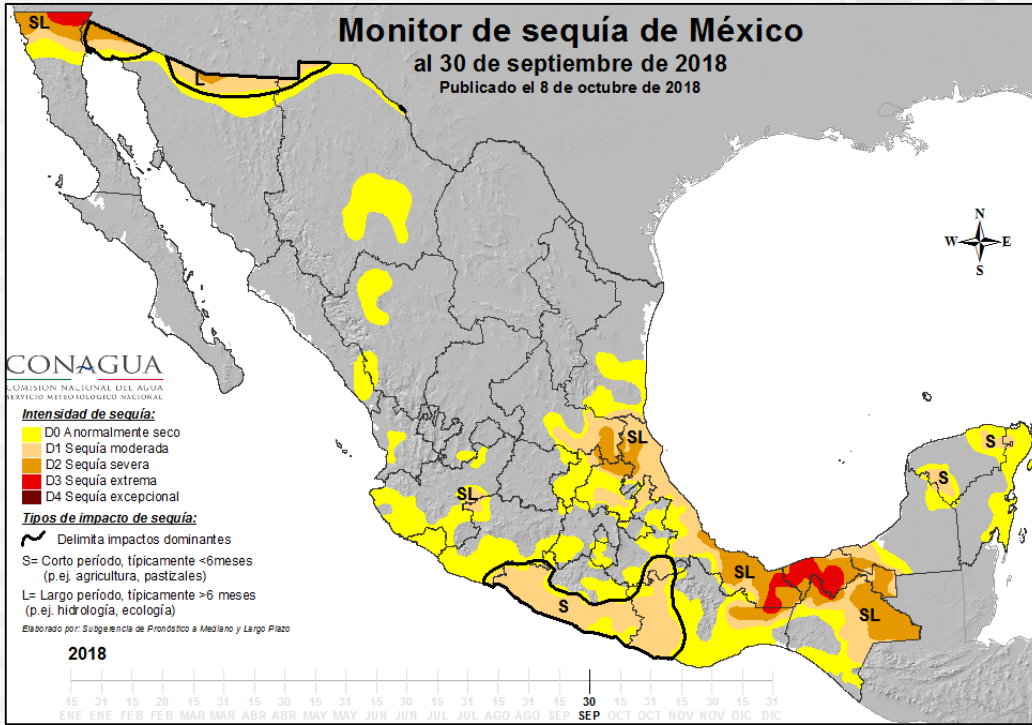 Monitor de sequía de México
al 30 de septiembre de 2018
Publicado el 8 de octubre de 2018
SL
L
N
W E
S
CONAGUA
COMISIÓN NACIONAL DEL AGUA
SERVICIO METEOROLÓGICO NACIONAL
Intensidad de sequía:
D0 Anormalmente seco
D1 Sequía moderada
D2 Sequía severa
D3 Sequía extrema
D4 Sequía excepcional
Tipos de impacto de sequía:
Delimita impactos dominantes
S= Corto período, típicamente <6meses
(p.ej. agricultura, pastizales)
L= Largo período, típicamente >6 meses
(p.ej. hidrología, ecología)
Elaborado por: Subgerencia de Pronóstico a Mediano y Largo Plazo
SL
S
S
SL
SL
S
SL
2018
15 31 15 28 15 31 15 30 15 31 15 30 15 31 15 31 15 30 15 31 15 30 15 31
ENE ENE FEB FEB MAR MAR ABR ABR MAY MAY JUN JUN JUL JUL AGO AGO SEP SEP OCT OCT NOV NOV DIC DIC